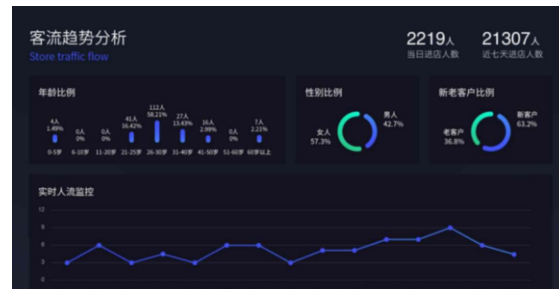 客流趋势分析
Store traffic flow
2219人
当日进店人数
21307人
近七天进店人数
年龄比例
4人
1.49%
0-5岁
0人
0%
6-10岁
0人
0%
11-20岁
41人
16.42%
21-25岁
112人
58.21%
26-30岁
27人
13.43%
31-40岁
16人
2.99%
41-50岁
0人
0%
51-60岁
7人
2.21%
60岁以上
性别比例
男人
42.7%
女人
57.3%
新老客户比例
新客户
63.2%
老客户
36.8%
实时人流监控
12
9
6
3
0